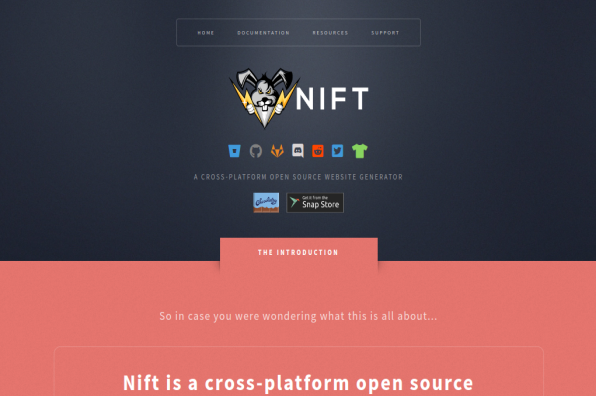 HOME DOCUMENTATION RESOURCES SUPPORT
NIFT
A CROSS-PLATFORM OPEN SOURCE WEBSITE GENERATOR
Chocolatey Get it from the
Snap Store
THE INTRODUCTION
So in case you were wondering what this is all about...
Nift is a cross-platform open source